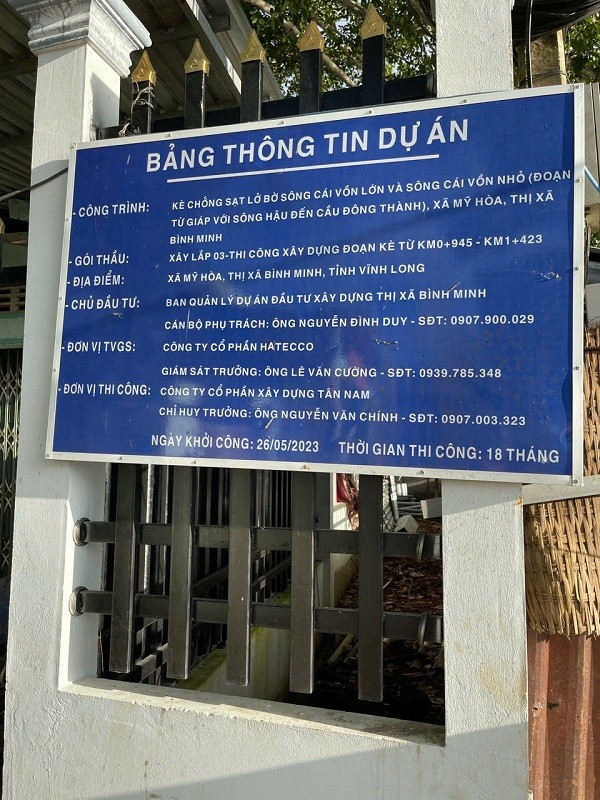 BẢNG THÔNG TIN DỰ ÁN
- CÔNG TRÌNH: KÈ CHỐNG SẠT LỞ BỜ SÔNG CÁI VỒN LỚN VÀ SÔNG CÁI VỒN NHỎ (ĐOẠN
TỪ GIÁP VỚI SÔNG HẬU ĐẾN CẦU ĐÔNG THÀNH), XÃ MỸ HÒA, THỊ XÃ
BÌNH MINH
- GÓI THẦU: XÂY LẮP 03-THI CÔNG XÂY DỰNG ĐOẠN KÈ TỪ KM0+945 - KM1+423
- ĐỊA ĐIỂM: XÃ MỸ HÒA, THỊ XÃ BÌNH MINH, TỈNH VĨNH LONG
- CHỦ ĐẦU TƯ: BAN QUẢN LÝ DỰ ÁN ĐẦU TƯ XÂY DỰNG THỊ XÃ BÌNH MINH
CÁN BỘ PHỤ TRÁCH: ÔNG NGUYỄN ĐÌNH DUY - SĐT: 0907.900.029
- ĐƠN VỊ TVGS: CÔNG TY CỔ PHẦN HATECCO
GIÁM SÁT TRƯỞNG: ÔNG LÊ VĂN CƯỜNG - SĐT: 0939.785.348
- ĐƠN VỊ THI CÔNG: CÔNG TY CỔ PHẦN XÂY DỰNG TÂN NAM
CHỈ HUY TRƯỞNG: ÔNG NGUYỄN VĂN CHÍNH - SĐT: 0907.003.323
NGÀY KHỞI CÔNG: 26/05/2023 THỜI GIAN THI CÔNG: 18 THÁNG